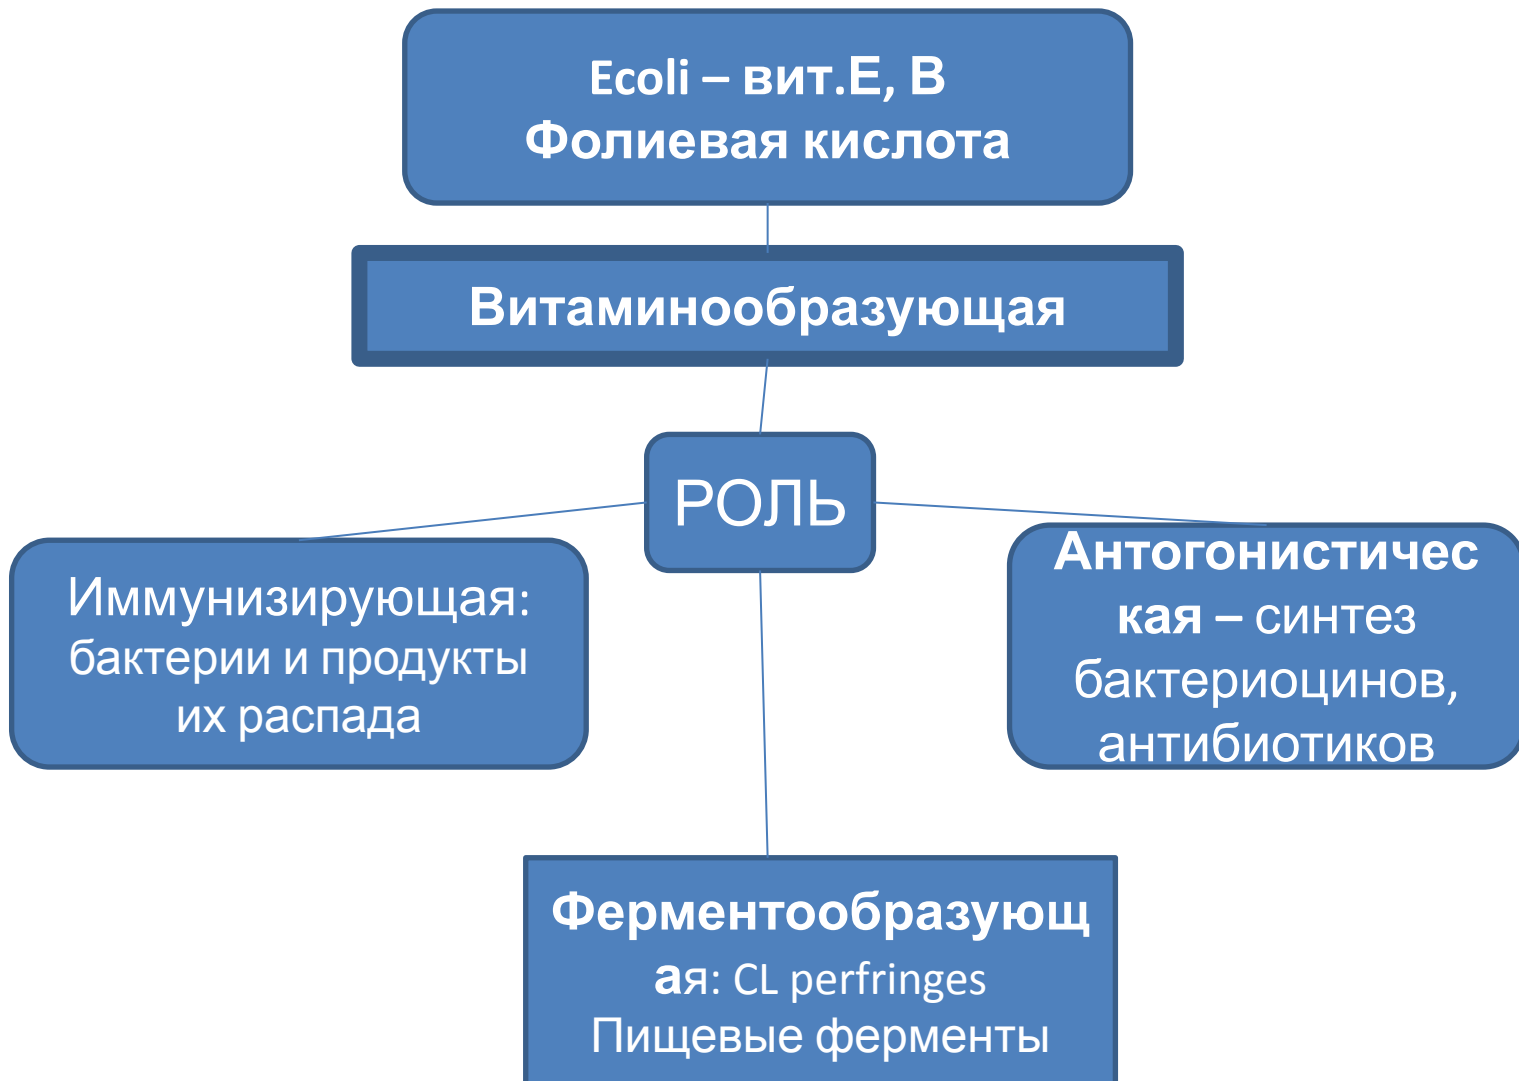 Ecoli – вит.Е, В
Фолиевая кислота
Витаминообразующая
РОЛЬ
Иммунизирующая:
бактерии и продукты
их распада
Антогонистичес
кая – синтез
бактериоцинов,
антибиотиков
Ферментообразующ
ая: CL perfringes
Пищевые ферменты